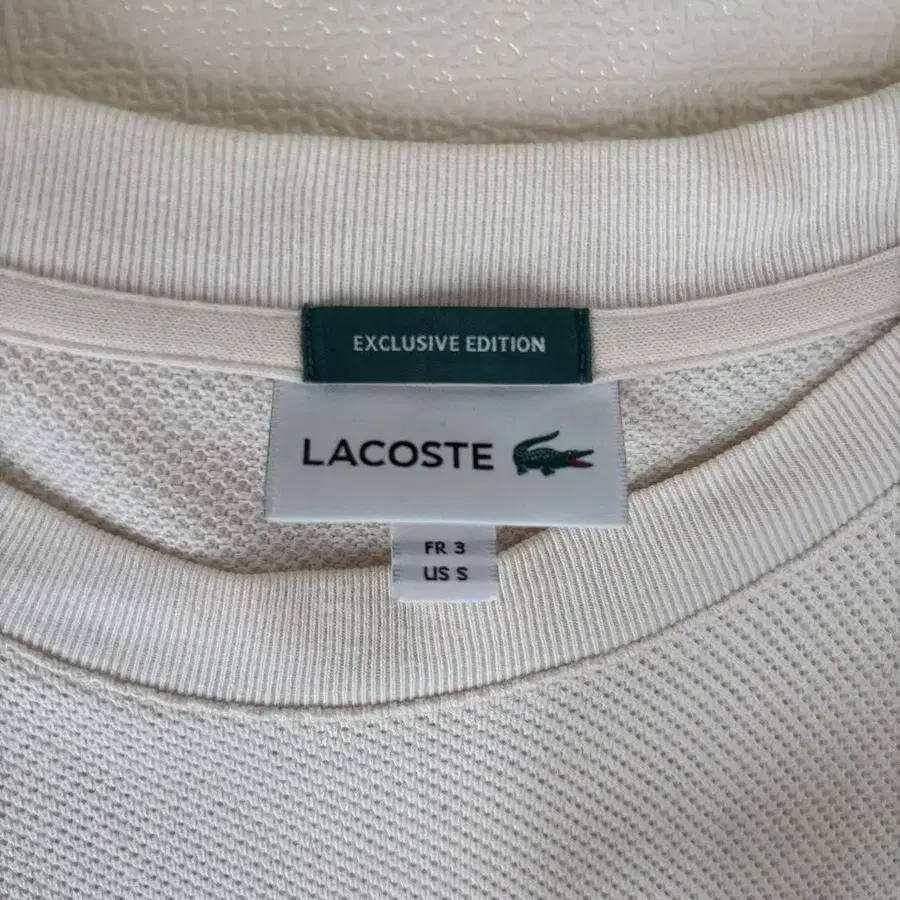 EXCLUSIVE EDITION
LACOSTE
FR 3
US S